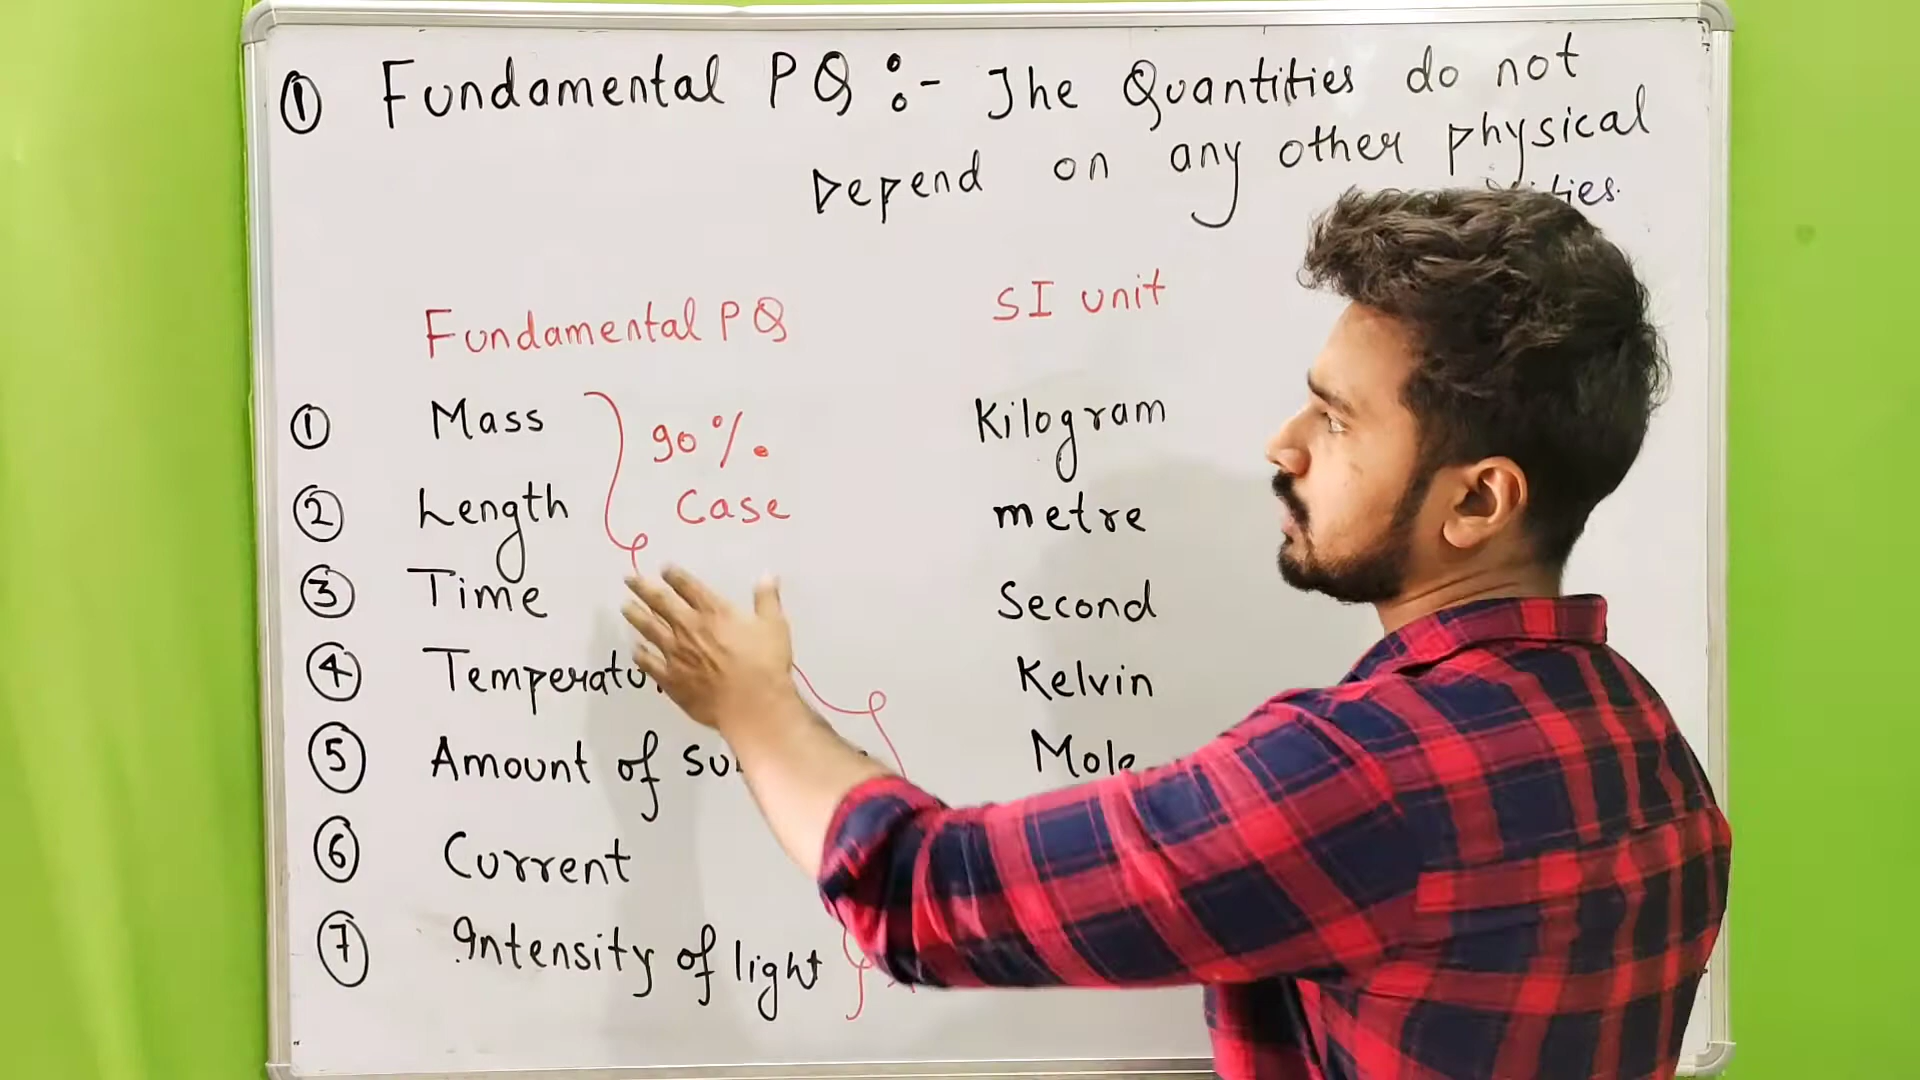 ① Fundamental PQ :- The Quantities do not
Depend on any other physical
Fundamental PQ SI unit
① Mass 90 %. Kilogram
② Length Case metre
③ Time Second
④ Kelvin
⑤ Amount of Mole
⑥ Current
⑦ Intensity of light